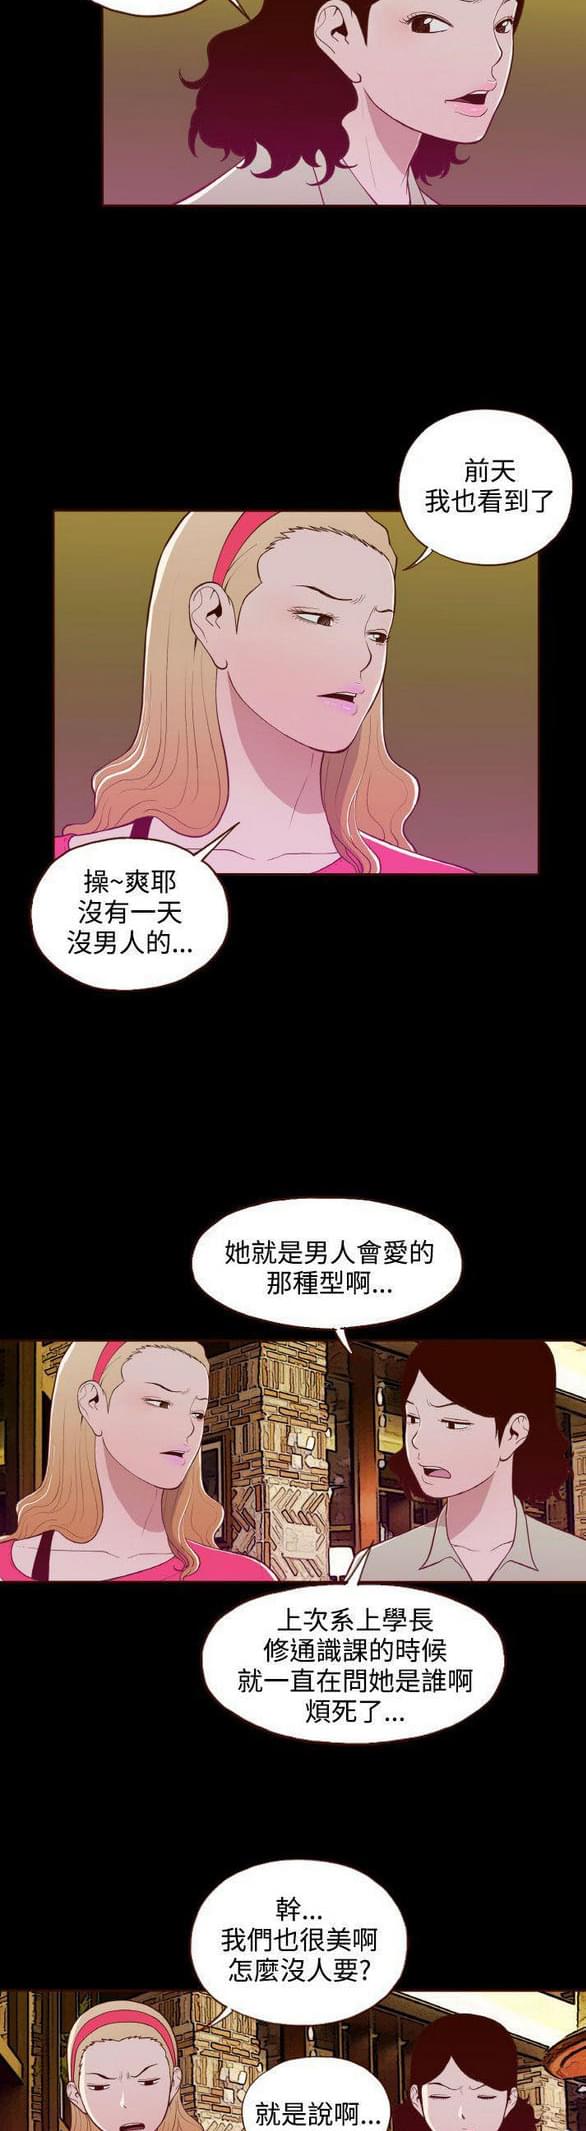 前天
我也看到了
操~爽耶
沒有一天
沒男人的...
她就是男人會愛的
那種型啊...
上次系上學長
修通識課的時候
就一直在問她是誰啊
煩死了...
幹...
我們也很美啊
怎麼沒人要?
就是說啊...